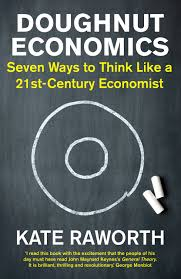 DOUGHNUT
ECONOMICS
Seven Ways to Think Like a
21st-Century Economist
KATE RAWORTH
'I read this book with the excitement that the people of his
day must have read John Maynard Keynes's General Theory.
It is brilliant, thrilling and revolutionary.' George Monbiot